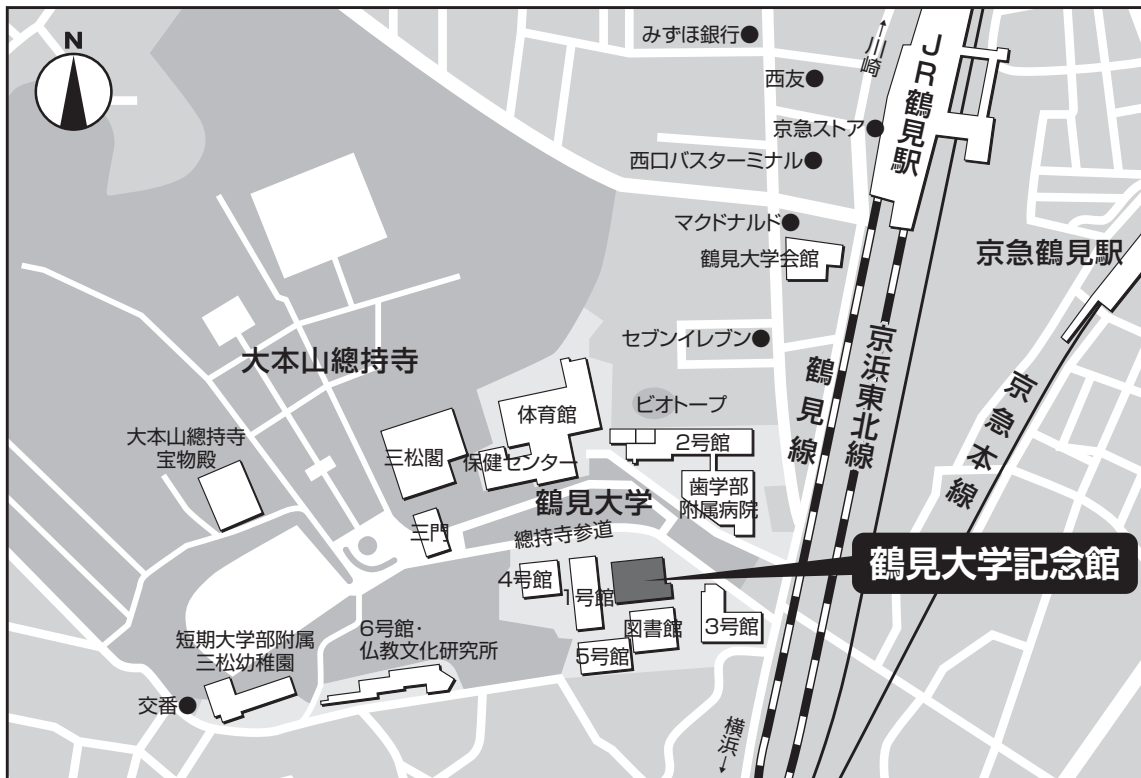 N
みずほ銀行
←川崎
JR鶴見駅
西友
京急ストア
西口バスターミナル
マクドナルド
鶴見大学会館
京急鶴見駅
セブンイレブン
鶴見線
京浜東北線
京急本線
大本山總持寺
ビオトープ
体育館
大本山總持寺
宝物殿
三松閣
保健センター
2号館
歯学部
附属病院
鶴見大学
三門
總持寺参道
鶴見大学記念館
4号館
1号館
図書館
3号館
5号館
6号館・
仏教文化研究所
短期大学部附属
三松幼稚園
交番
横浜→